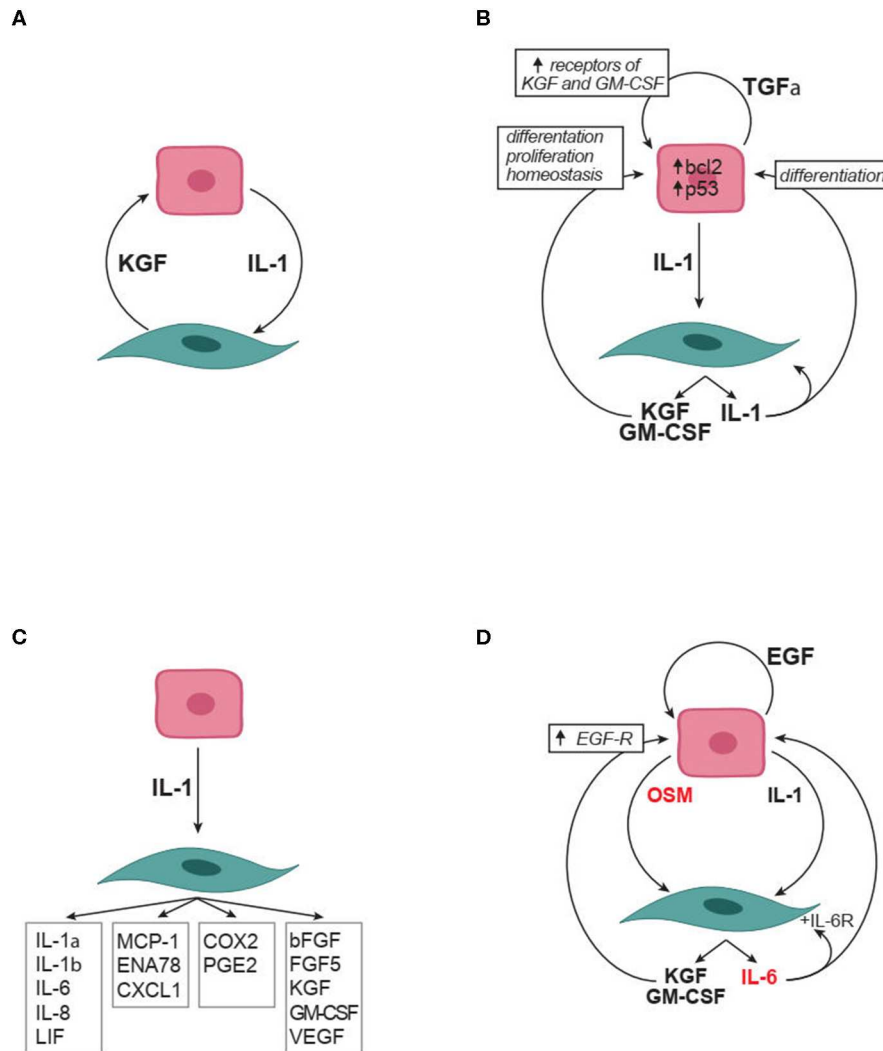 A
KGF
IL-1
B
↑ receptors of
KGF and GM-CSF
TGFa
differentation
proliferation
homeostasis
↑bcl2
↑p53
differentiation
IL-1
KGF
GM-CSF
IL-1
C
IL-1
IL-1a
IL-1b
IL-6
IL-8
LIF
MCP-1
ENA78
CXCL1
COX2
PGE2
bFGF
FGF5
KGF
GM-CSF
VEGF
D
EGF
↑ EGF-R
OSM
IL-1
+IL-6R
KGF
GM-CSF
IL-6